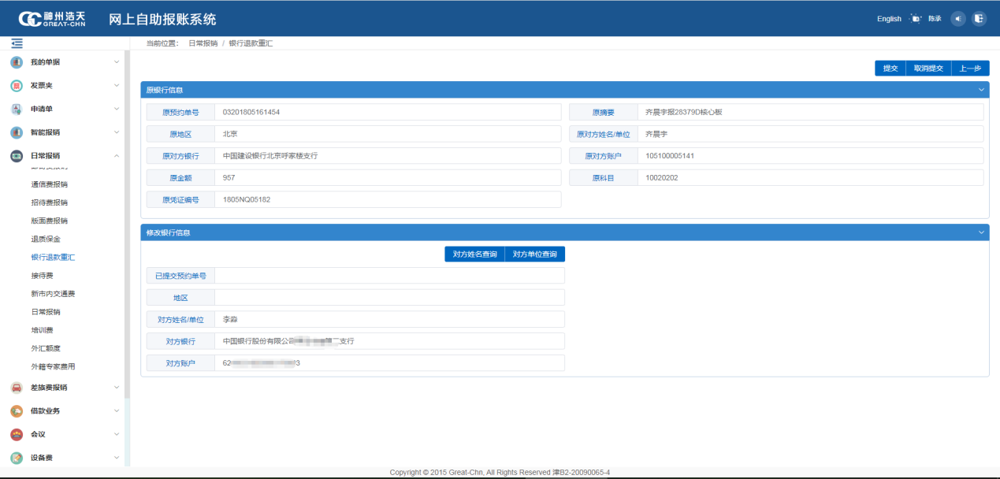 神州浩天
GREAT-CHN
网上自助报账系统
English
陈承
当前位置： 日常报销 / 银行退款重汇
我的单据
发票夹
申请单
智能报销
日常报销
通信费报销
招待费报销
版面费报销
退质保金
银行退款重汇
接待费
新市内交通费
日常报销
培训费
外汇额度
外籍专家费用
差旅费报销
借款业务
会议
设备费
提交 取消提交 上一步
原银行信息
原预约单号 03201805161454 原摘要 齐晨宇报28379D核心板
原地区 北京 原对方姓名/单位 齐晨宇
原对方银行 中国建设银行北京呼家楼支行 原对方账户 105100005141
原金额 957 原科目 10020202
原凭证编号 1805NQ05182
修改银行信息
对方姓名查询 对方单位查询
已提交预约单号
地区
对方姓名/单位 李淼
对方银行 中国银行股份有限公司 第二支行
对方账户 62 3
Copyright © 2015 Great-Chn, All Rights Reserved 津B2-20090065-4